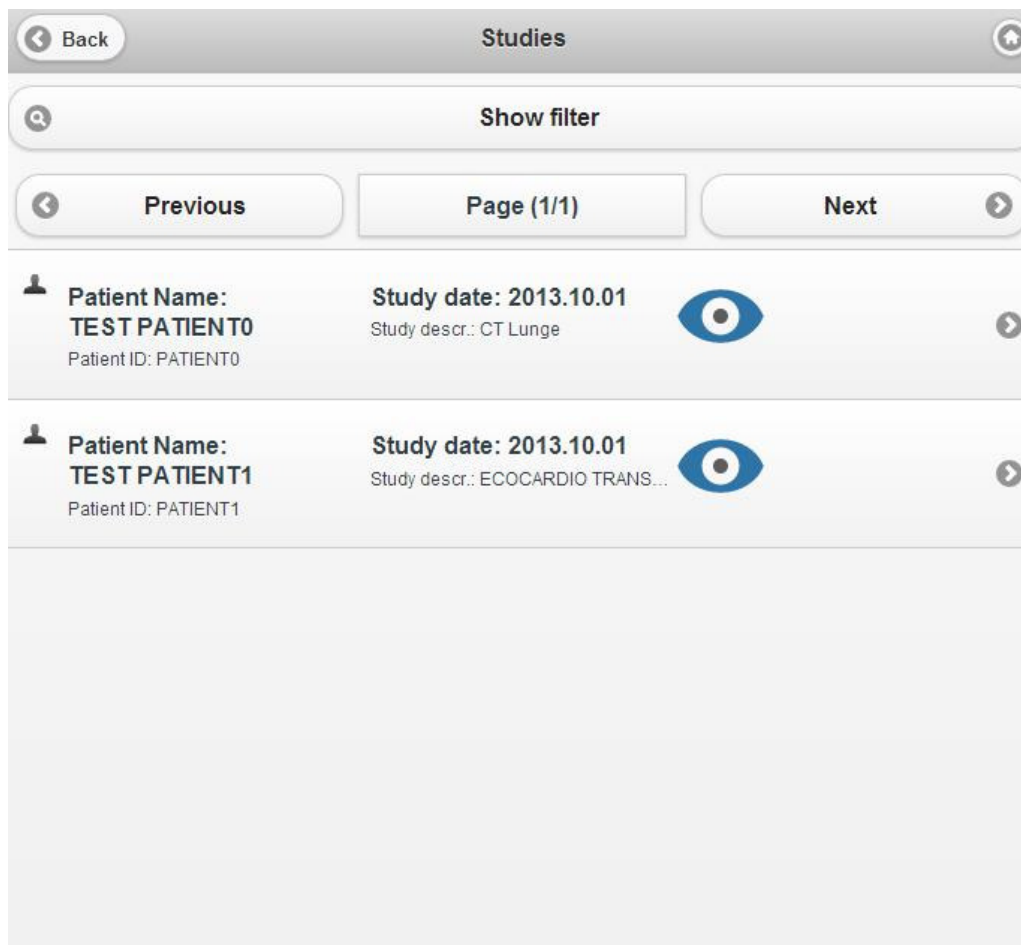 Back
Studies
Show filter
Previous
Page (1/1)
Next
Patient Name:
TEST PATIENT0
Patient ID: PATIENT0
Study date: 2013.10.01
Study descr.: CT Lunge
Patient Name:
TEST PATIENT1
Patient ID: PATIENT1
Study date: 2013.10.01
Study descr.: ECOCARDIO TRANS...